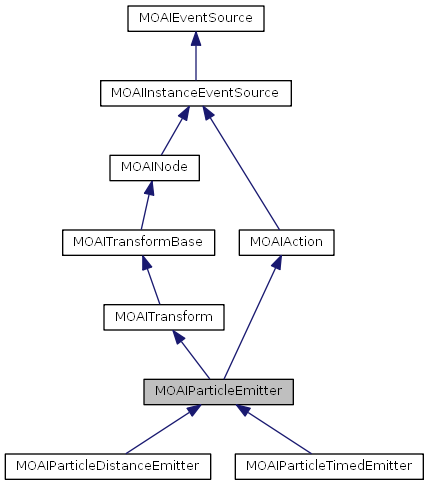 MOAIEventSource
MOAIInstanceEventSource
MOAINode
MOAITransformBase
MOAIAction
MOAITransform
MOAIParticleEmitter
MOAIParticleDistanceEmitter
MOAIParticleTimedEmitter